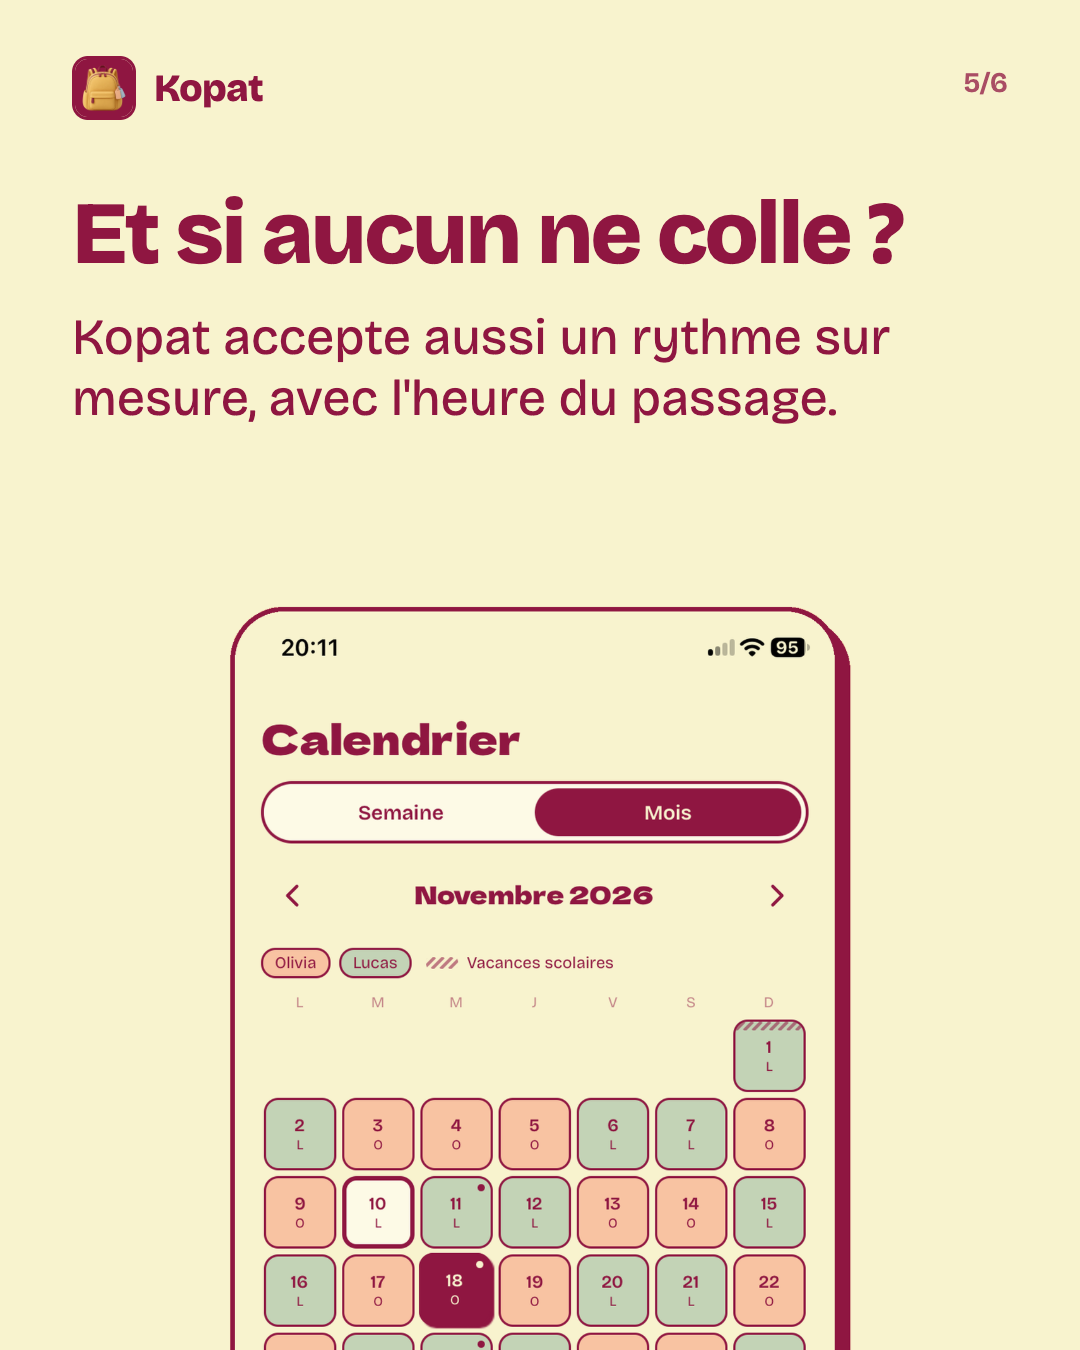 Kopat
5/6
Et si aucun ne colle ?
Kopat accepte aussi un rythme sur
mesure, avec l'heure du passage.
20:11
95
Calendrier
Semaine Mois
Novembre 2026
Olivia Lucas Vacances scolaires
L M M J V S D
1
L
2 3 4 5 6 7 8
L O O O L L O
9 10 11 12 13 14 15
O L L L O O L
16 17 18 19 20 21 22
L O O O L L O